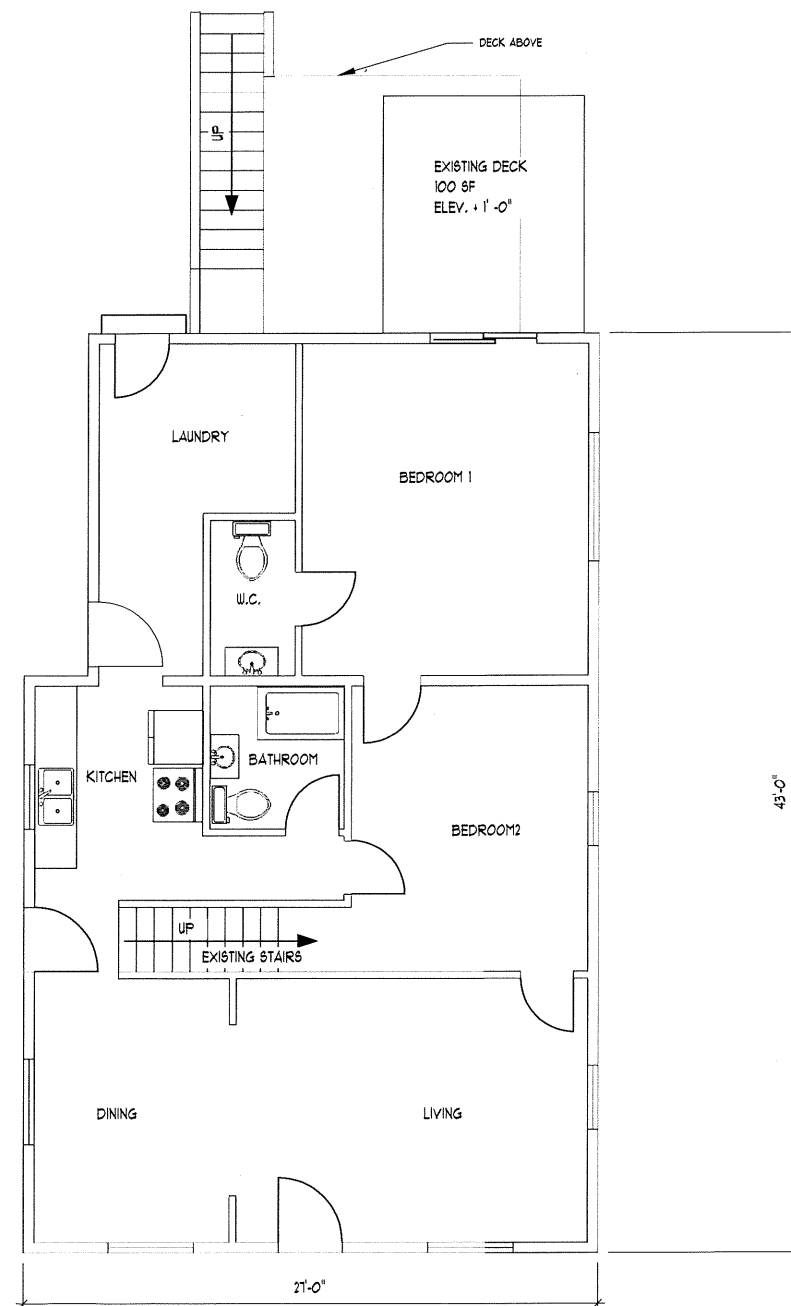 DECK ABOVE
UP
EXISTING DECK
100 SF
ELEV. + 1'-0"
LAUNDRY
BEDROOM 1
W.C.
KITCHEN
BATHROOM
43'-0"
BEDROOM2
UP
EXISTING STAIRS
DINING
LIVING
27'-0"